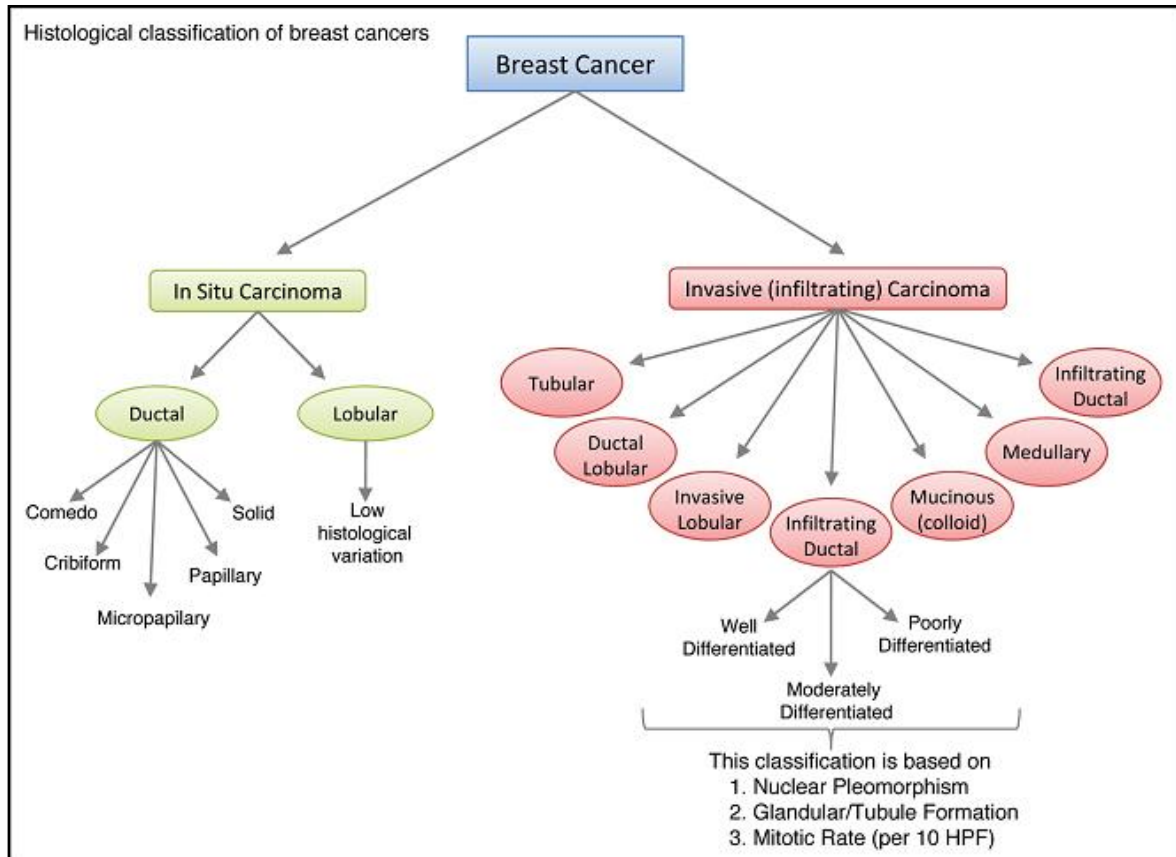 Histological classification of breast cancers
Breast Cancer
In Situ Carcinoma
Invasive (infiltrating) Carcinoma
Ductal
Lobular
Comedo
Cribiform
Micropapilary
Papillary
Solid
Low
histological
variation
Tubular
Ductal
Lobular
Invasive
Lobular
Infiltrating
Ductal
Mucinous
(colloid)
Medullary
Infiltrating
Ductal
Well
Differentiated
Moderately
Differentiated
Poorly
Differentiated
This classification is based on
1. Nuclear Pleomorphism
2. Glandular/Tubule Formation
3. Mitotic Rate (per 10 HPF)